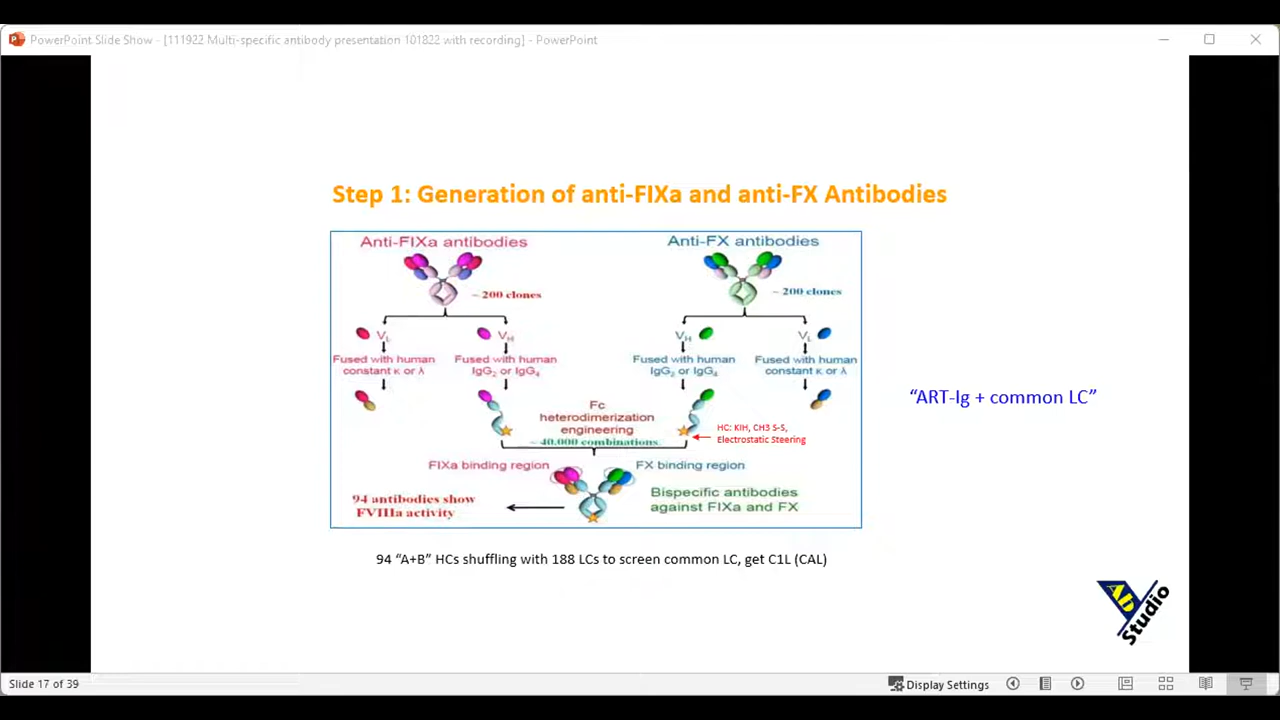 PowerPoint Slide Show - [111922 Multi-specific antibody presentation 101822 with recording] - PowerPoint
Step 1: Generation of anti-FIXa and anti-FX Antibodies
Anti-FIXa antibodies
Anti-FX antibodies
~ 200 clones
~ 200 clones
VL
VH
VH
VL
Fused with human
constant κ or λ
Fused with human
IgG2 or IgG4
Fused with human
IgG2 or IgG4
Fused with human
constant κ or λ
“ART-Ig + common LC”
Fc
heterodimerization
engineering
~ 40,000 combinations
HC: KIH, CH3 S-S,
Electrostatic Steering
FIXa binding region
FX binding region
94 antibodies show
FVIIIa activity
Bispecific antibodies
against FIXa and FX
94 “A+B” HCs shuffling with 188 LCs to screen common LC, get C1L (CAL)
AB
Studio
Slide 17 of 39
Display Settings